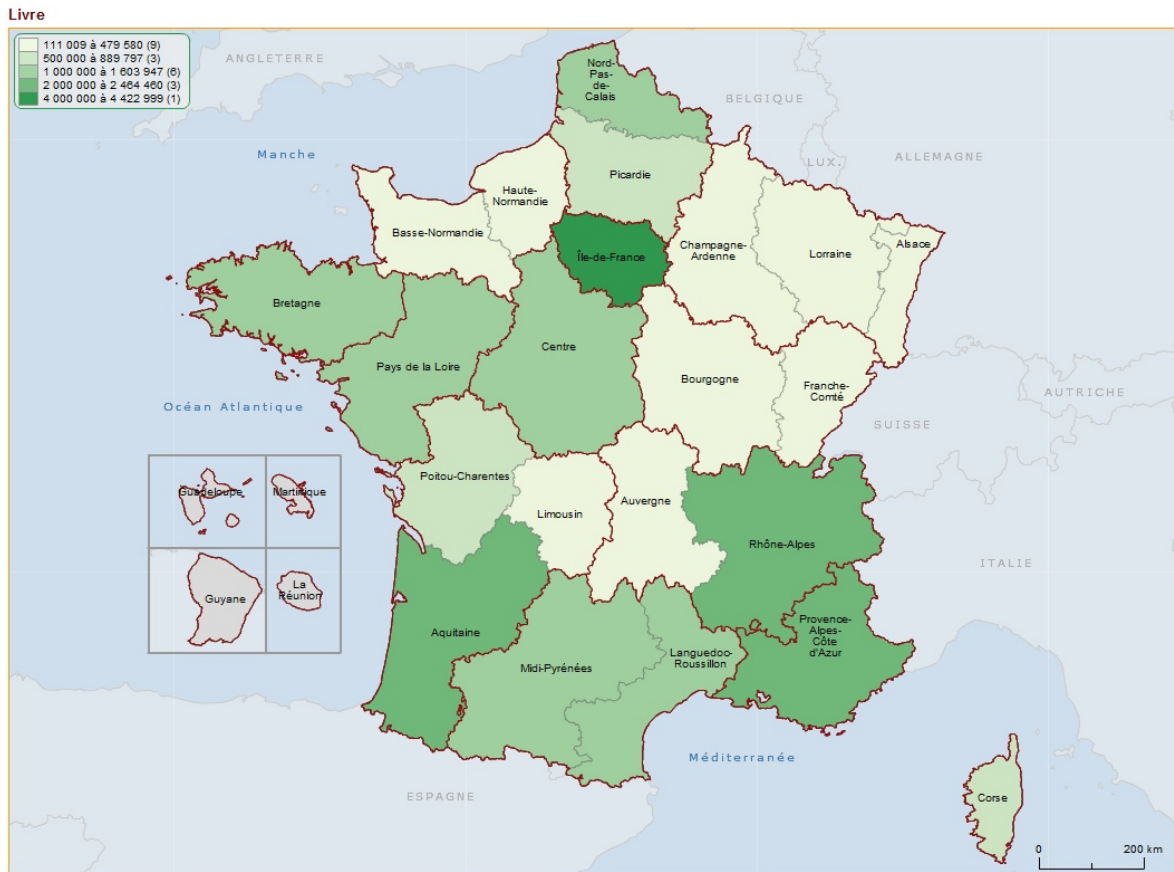 Livre
111 009 à 479 580 (9)
500 000 à 889 797 (3)
1 000 000 à 1 603 947 (6)
2 000 000 à 2 464 460 (3)
4 000 000 à 4 422 999 (1)
ANGLETERRE
Nord-
Pas-
de-
Calais
BELGIQUE
Manche
LUX.
ALLEMAGNE
Picardie
Haute-
Normandie
Basse-Normandie
Île-de-France
Champagne-
Ardenne
Lorraine
Alsace
Bretagne
Centre
Pays de la Loire
Bourgogne
Franche-
Comté
AUTRICHE
Océan Atlantique
SUISSE
Poitou-Charentes
Guadeloupe
Martinique
Limousin
Auvergne
Rhône-Alpes
ITALIE
La
Réunion
Guyane
Provence-
Alpes-
Côte
d'Azur
Aquitaine
Languedoc-
Roussillon
Midi-Pyrénées
Méditerranée
ESPAGNE
Corse
0 200 km